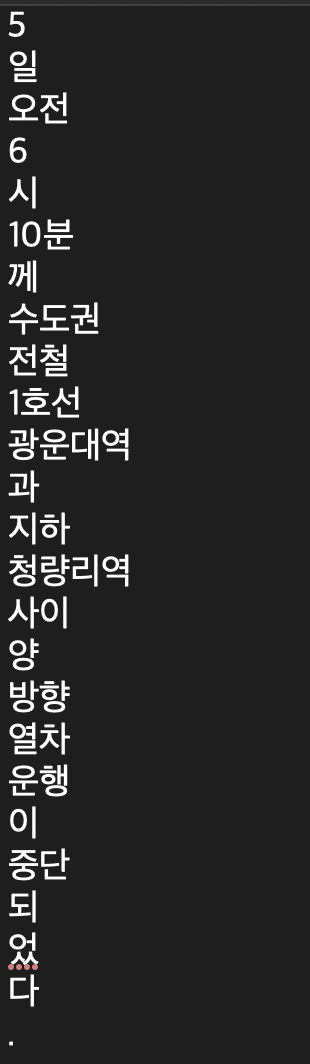 5
일
오전
6
시
10분
께
수도권
전철
1호선
광운대역
과
지하
청량리역
사이
양
방향
열차
운행
이
중단
되
었
다
.